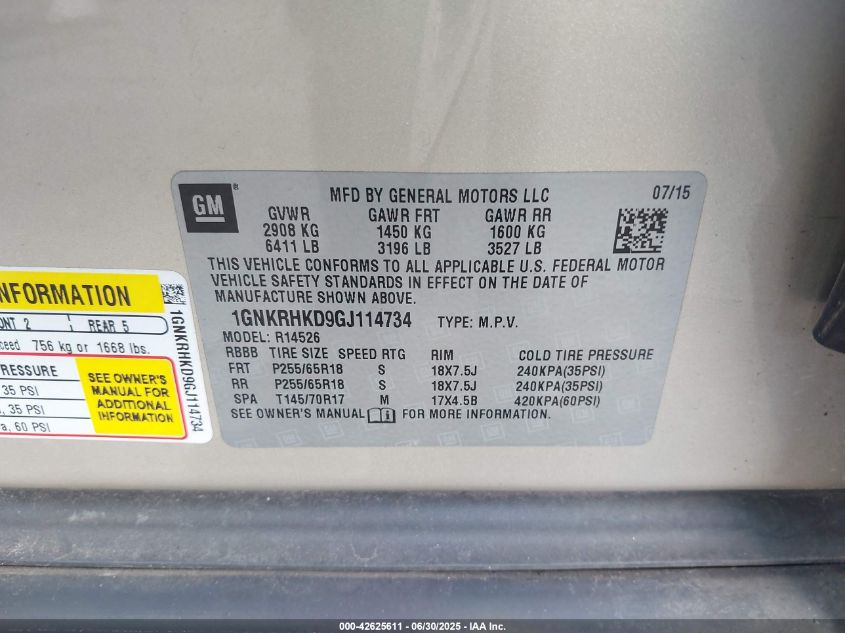 GM®
MFD BY GENERAL MOTORS LLC 07/15
GVWR GAWR FRT GAWR RR
2908 KG 1450 KG 1600 KG
6411 LB 3196 LB 3527 LB
THIS VEHICLE CONFORMS TO ALL APPLICABLE U.S. FEDERAL MOTOR
VEHICLE SAFETY STANDARDS IN EFFECT ON THE DATE OF
MANUFACTURE SHOWN ABOVE.
1GNKRHKD9GJ114734 TYPE: M.P.V.
MODEL: R14526
RBBB TIRE SIZE SPEED RTG RIM COLD TIRE PRESSURE
FRT P255/65R18 S 18X7.5J 240KPA(35PSI)
RR P255/65R18 S 18X7.5J 240KPA(35PSI)
SPA T145/70R17 M 17X4.5B 420KPA(60PSI)
SEE OWNER'S MANUAL FOR MORE INFORMATION.
NFORMATION
NT 2 REAR 5
ceed 756 kg or 1668 lbs.
PRESSURE
35 PSI
, 35 PSI
a, 60 PSI
SEE OWNER'S
MANUAL FOR
ADDITIONAL
INFORMATION
1GNKRHKD9GJ114734
000-42625611 - 06/30/2025 - IAA Inc.